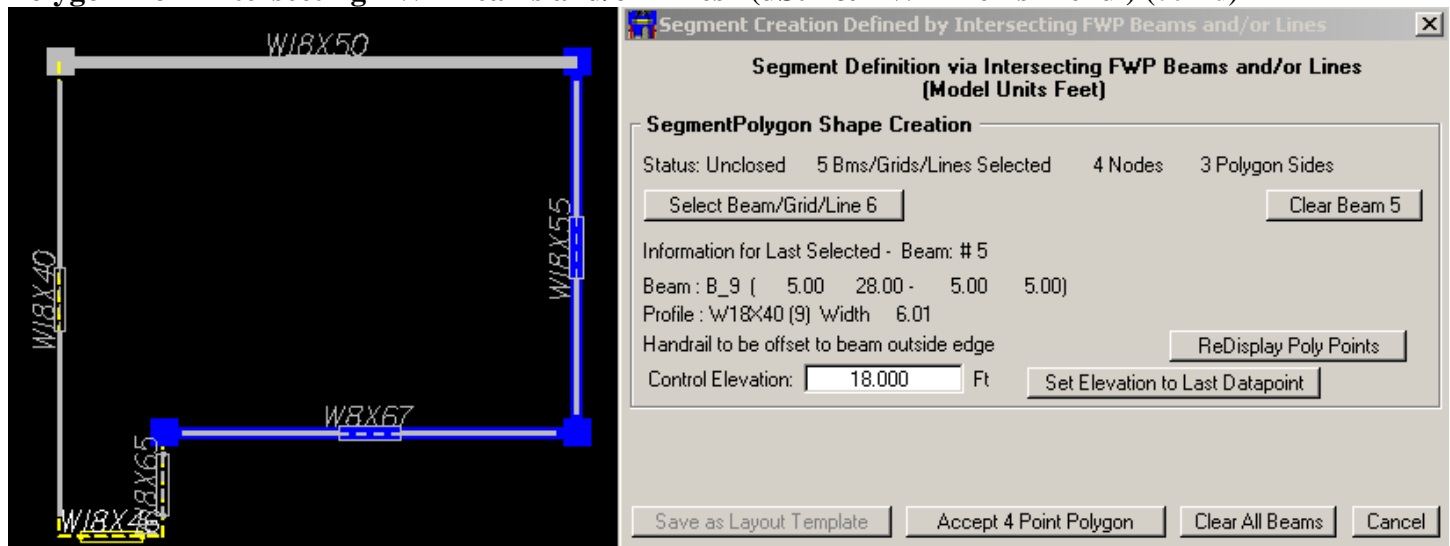 W18X50
W18X55
W18X40
W8X67
W8X65
Segment Creation Defined by Intersecting FWP Beams and/or Lines
Segment Definition via Intersecting FWP Beams and/or Lines
(Model Units Feet)
SegmentPolygon Shape Creation
Status: Unclosed 5 Bms/Grids/Lines Selected 4 Nodes 3 Polygon Sides
Select Beam/Grid/Line 6 Clear Beam 5
Information for Last Selected - Beam: # 5
Beam : B_9 ( 5.00 28.00 - 5.00 5.00)
Profile : W18X40 (9) Width 6.01
Handrail to be offset to beam outside edge ReDisplay Poly Points
Control Elevation: 18.000 Ft Set Elevation to Last Datapoint
Save as Layout Template Accept 4 Point Polygon Clear All Beams Cancel